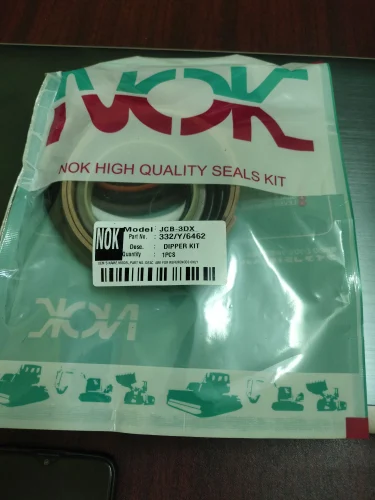 NOK
NOK HIGH QUALITY SEALS KIT
NOK
Model : JCB-3DX
Part No. : 332/Y/6462
Desc. : DIPPER KIT
Quantity : 1PCS
NOK